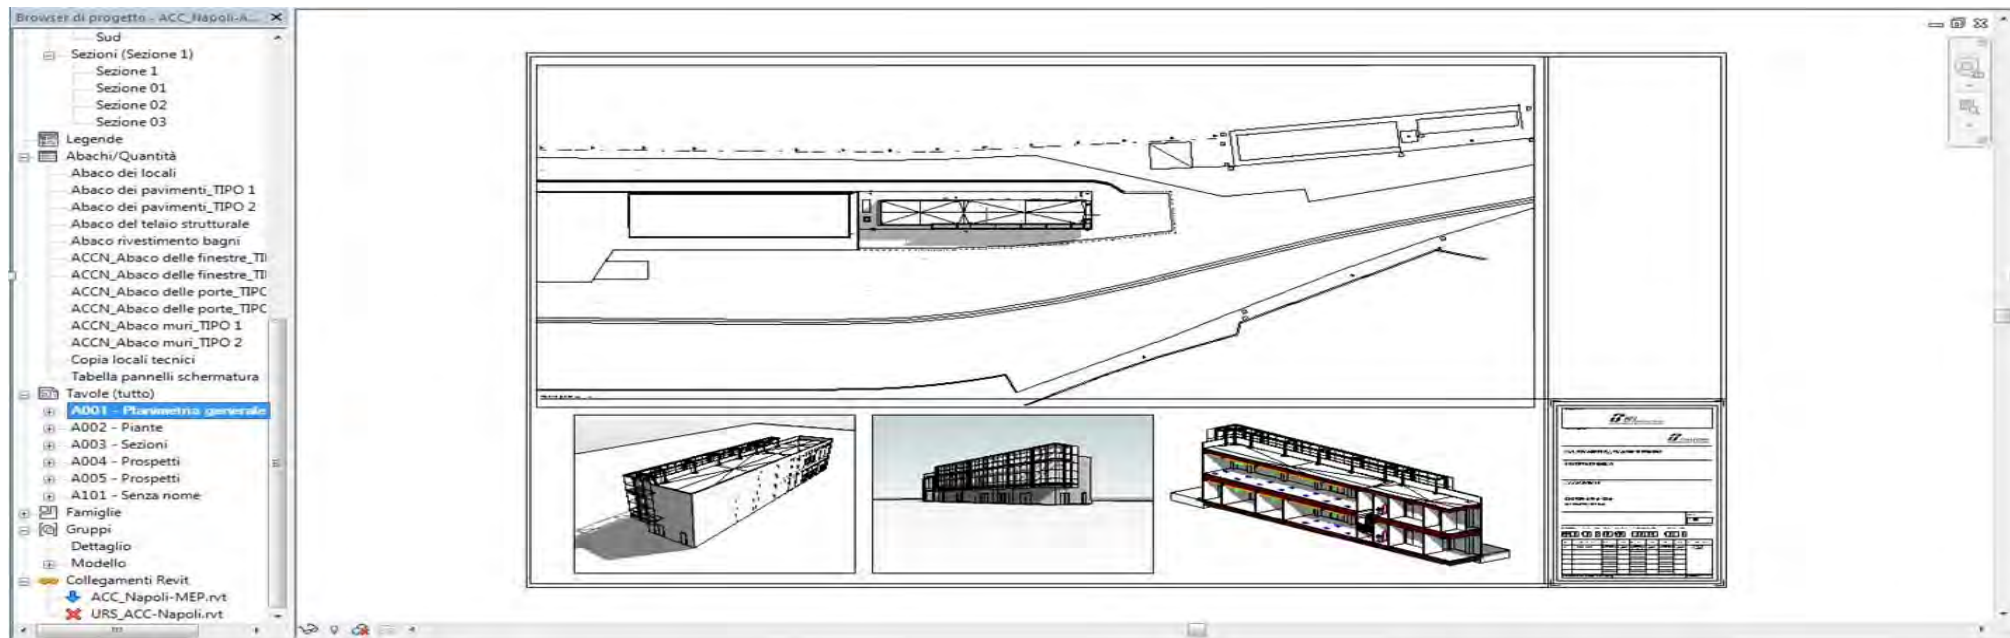 Browser di progetto - ACC_Napoli-A...
Sud
Sezioni (Sezione 1)
Sezione 1
Sezione 01
Sezione 02
Sezione 03
Legende
Abachi/Quantità
Abaco dei locali
Abaco dei pavimenti_TIPO 1
Abaco dei pavimenti_TIPO 2
Abaco del telaio strutturale
Abaco rivestimento bagni
ACCN_Abaco delle finestre_TI
ACCN_Abaco delle finestre_TI
ACCN_Abaco delle porte_TIPO
ACCN_Abaco delle porte_TIPO
ACCN_Abaco muri_TIPO 1
ACCN_Abaco muri_TIPO 2
Copia locali tecnici
Tabella pannelli schermatura
Tavole (tutto)
A001 - Planimetria generale
A002 - Piante
A003 - Sezioni
A004 - Prospetti
A005 - Prospetti
A101 - Senza nome
Famiglie
Gruppi
Dettaglio
Modello
Collegamenti Revit
ACC_Napoli-MEP.rvt
URS_ACC-Napoli.rvt